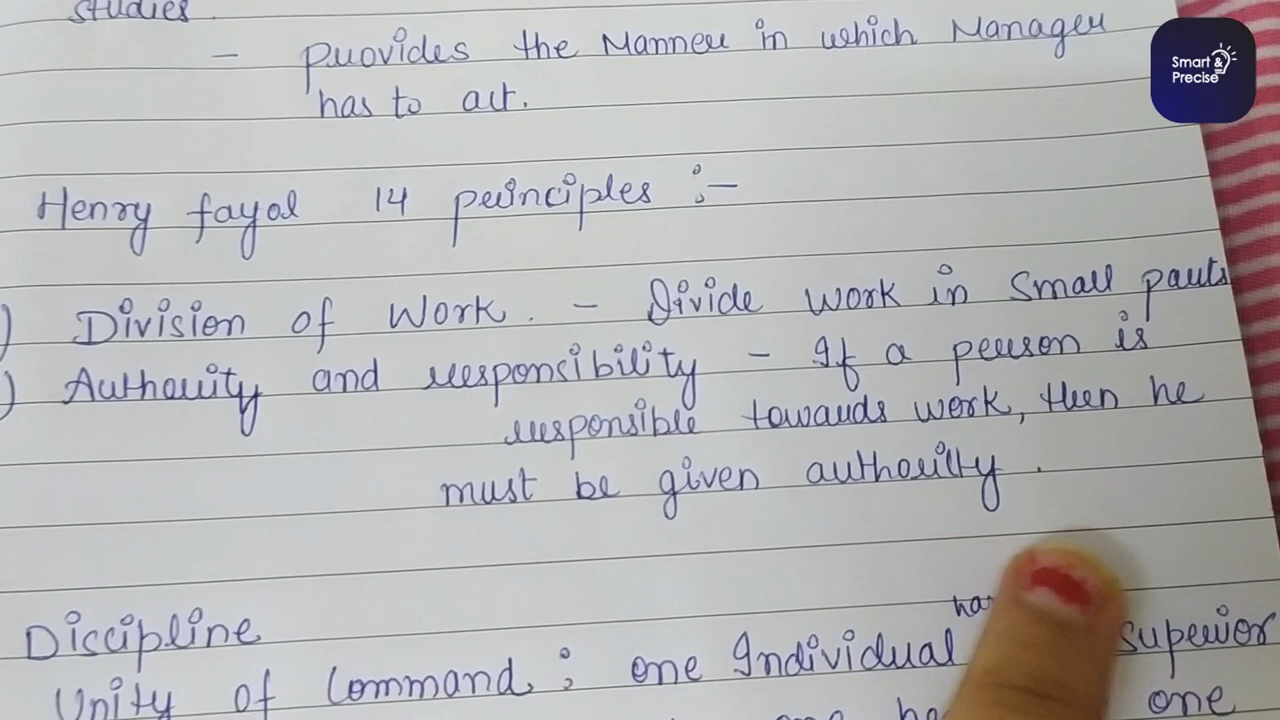 studies.
- provides the Manner in which Manager
has to act.
Smart &
Precise
Henry fayol 14 principles :-
) Division of Work. - Divide work in Small parts
) Authority and responsibility - If a person is
responsible towards work, then he
must be given authority.
Discipline
Unity of Command : one Individual superior
one